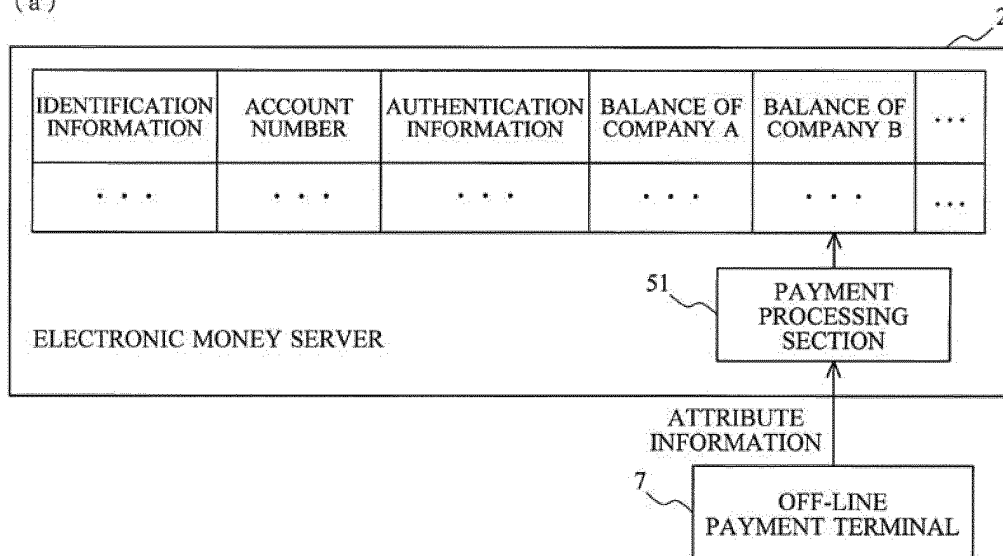 (a)
2
IDENTIFICATION INFORMATION
ACCOUNT NUMBER
AUTHENTICATION INFORMATION
BALANCE OF COMPANY A
BALANCE OF COMPANY B
...
. . .
. . .
. . .
. . .
. . .
...
51
PAYMENT
PROCESSING
SECTION
ELECTRONIC MONEY SERVER
ATTRIBUTE
INFORMATION
7
OFF-LINE
PAYMENT TERMINAL